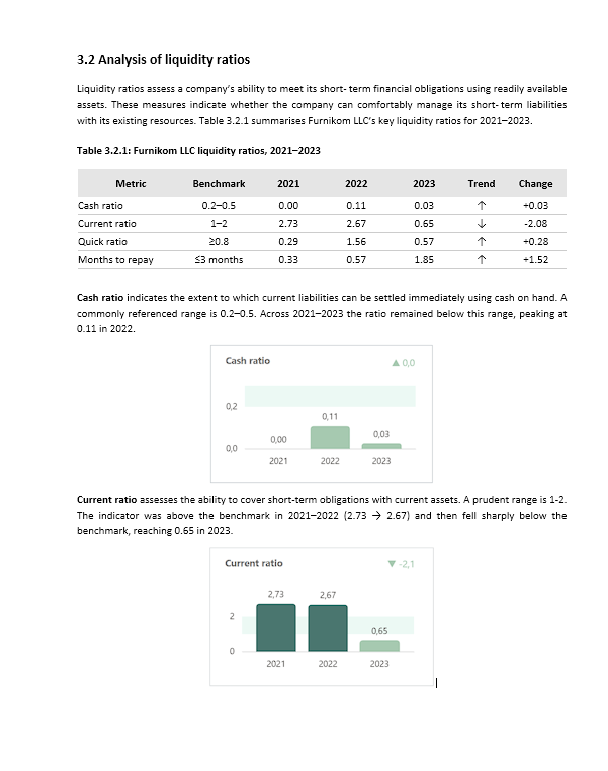 3.2 Analysis of liquidity ratios
Liquidity ratios assess a company's ability to meet its short- term financial obligations using readily available
assets. These measures indicate whether the company can comfortably manage its short- term liabilities
with its existing resources. Table 3.2.1 summarises Furnikom LLC's key liquidity ratios for 2021–2023.
Table 3.2.1: Furnikom LLC liquidity ratios, 2021–2023
Metric Benchmark 2021 2022 2023 Trend Change
Cash ratio 0.2–0.5 0.00 0.11 0.03 ↑ +0.03
Current ratio 1–2 2.73 2.67 0.65 ↓ -2.08
Quick ratio ≥0.8 0.29 1.56 0.57 ↑ +0.28
Months to repay ≤3 months 0.33 0.57 1.85 ↑ +1.52
Cash ratio indicates the extent to which current liabilities can be settled immediately using cash on hand. A
commonly referenced range is 0.2–0.5. Across 2021–2023 the ratio remained below this range, peaking at
0.11 in 2022.
Cash ratio ▲ 0,0
0,2
0,11
0,03
0,00
0,0
2021 2022 2023
Current ratio assesses the ability to cover short-term obligations with current assets. A prudent range is 1-2.
The indicator was above the benchmark in 2021–2022 (2.73 → 2.67) and then fell sharply below the
benchmark, reaching 0.65 in 2023.
Current ratio ▼ -2,1
2,73 2,67
2
0,65
0
2021 2022 2023